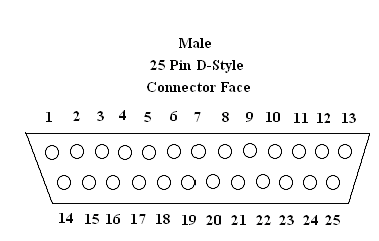 Male
25 Pin D-Style
Connector Face
1 2 3 4 5 6 7 8 9 10 11 12 13
14 15 16 17 18 19 20 21 22 23 24 25